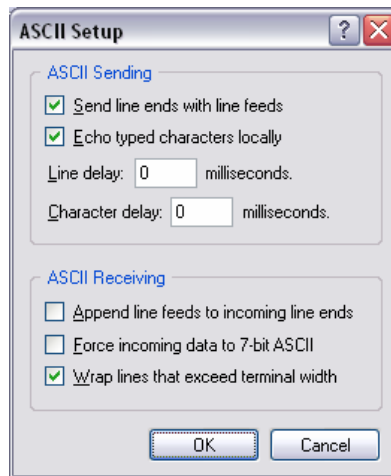 ASCII Setup
ASCII Sending
Send line ends with line feeds
Echo typed characters locally
Line delay: 0 milliseconds.
Character delay: 0 milliseconds.
ASCII Receiving
Append line feeds to incoming line ends
Force incoming data to 7-bit ASCII
Wrap lines that exceed terminal width
OK Cancel